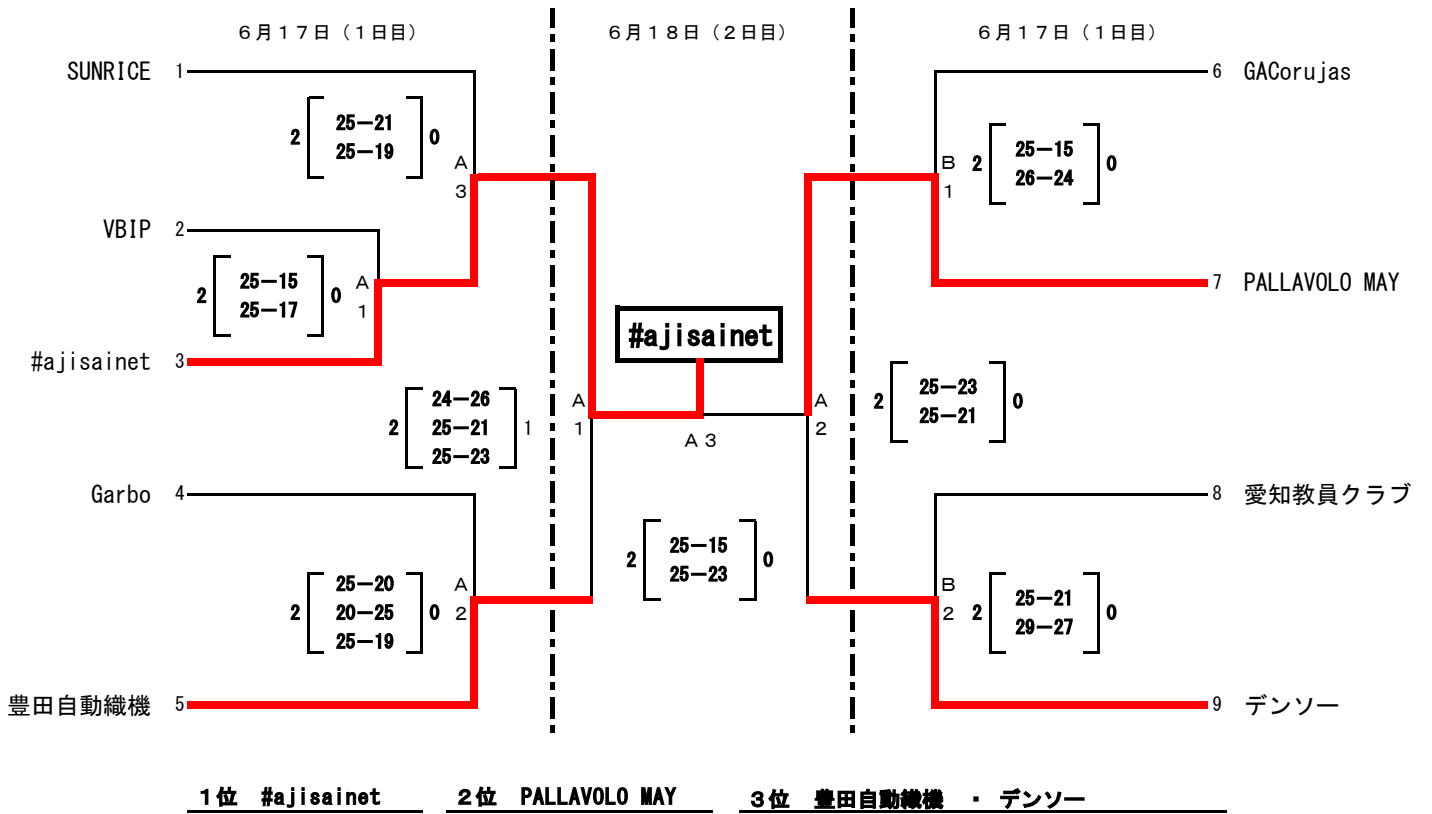 ６月１７日（１日目）
６月１８日（２日目）
６月１７日（１日目）
SUNRICE 1
6 GACorujas
2 25－21 0
25－19
A
3
B
1
2 25－15 0
26－24
VBIP 2
2 25－15 0
25－17
A
1
7 PALLAVOLO MAY
#ajisainet
#ajisainet 3
24－26
2 25－21 1
25－23
A
1
A 3
A
2
2 25－23 0
25－21
Garbo 4
8 愛知教員クラブ
2 25－15 0
25－23
25－20
2 20－25 0
25－19
A
2
B
2
2 25－21 0
29－27
豊田自動織機 5
9 デンソー
１位 #ajisainet ２位 PALLAVOLO MAY ３位 豊田自動織機 ・ デンソー